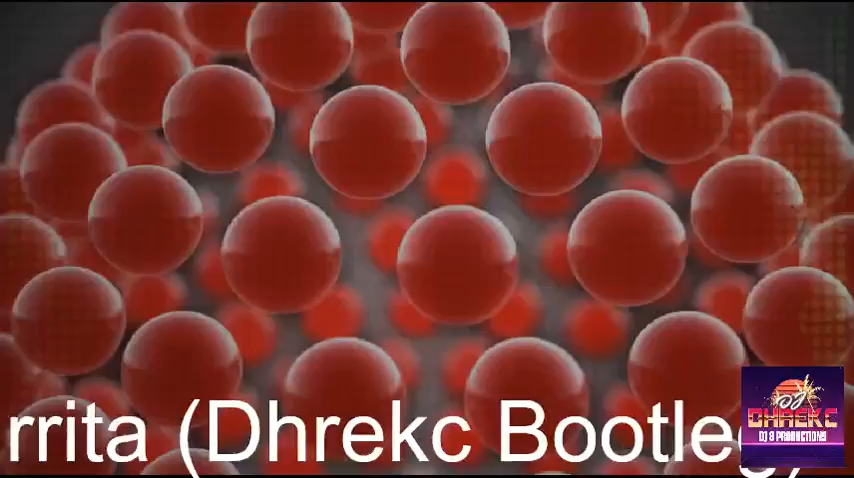 rrita (Dhrekc Bootleg)
DJ
DHREKC
DJ & PRODUCTIONS